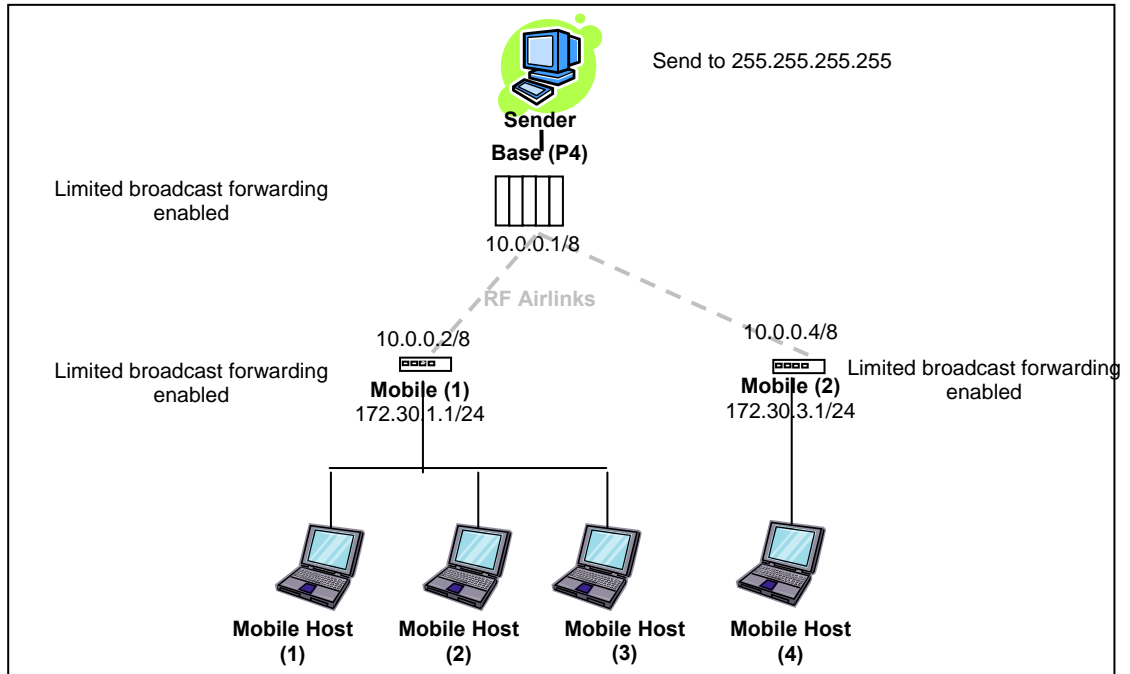 Send to 255.255.255.255
Sender
Base (P4)
Limited broadcast forwarding
enabled
10.0.0.1/8
RF Airlinks
10.0.0.2/8
10.0.0.4/8
Limited broadcast forwarding
enabled
Mobile (1)
172.30.1.1/24
Mobile (2)
172.30.3.1/24
Limited broadcast forwarding
enabled
Mobile Host
(1)
Mobile Host
(2)
Mobile Host
(3)
Mobile Host
(4)